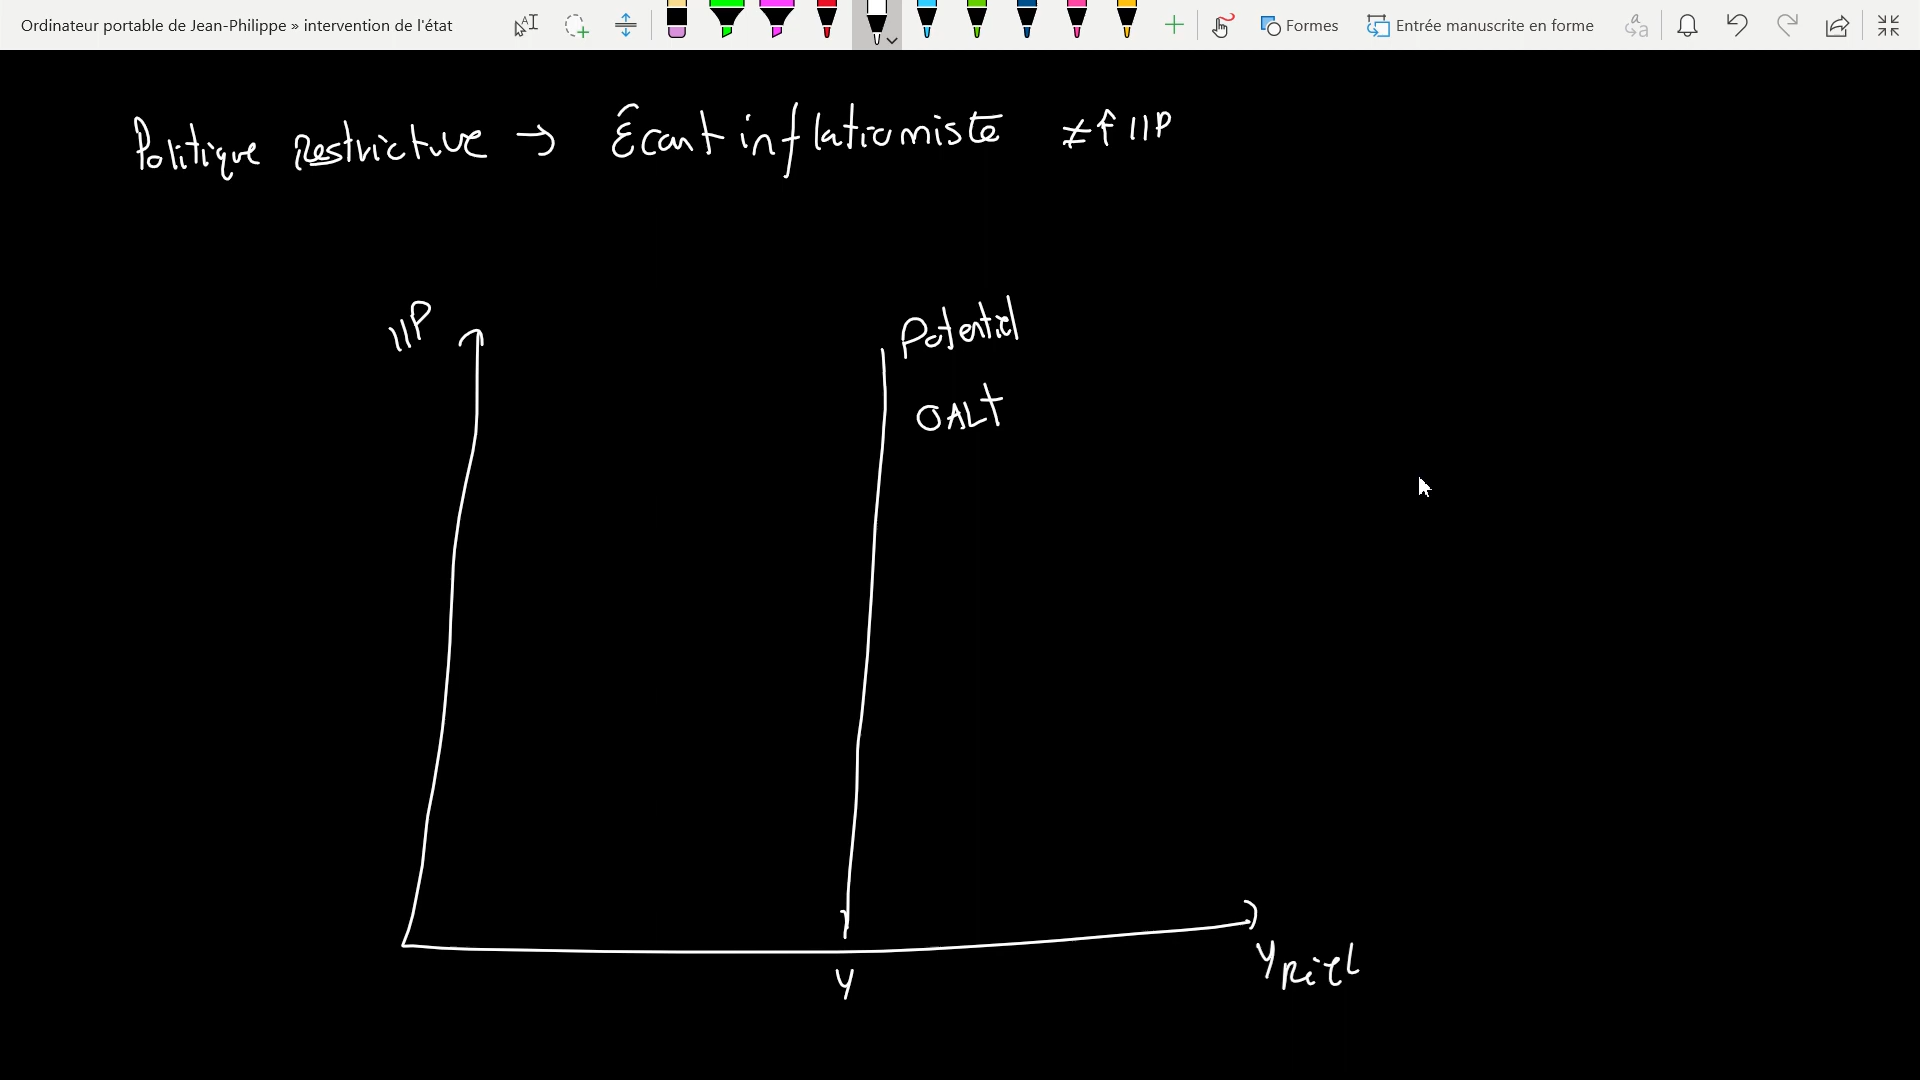 Ordinateur portable de Jean-Philippe » intervention de l'état
Formes
Entrée manuscrite en forme
Politique Restrictive → Écart inflationniste ≠ ↑ IIP
IIP
Potentiel
OALT
Y
Y Réel